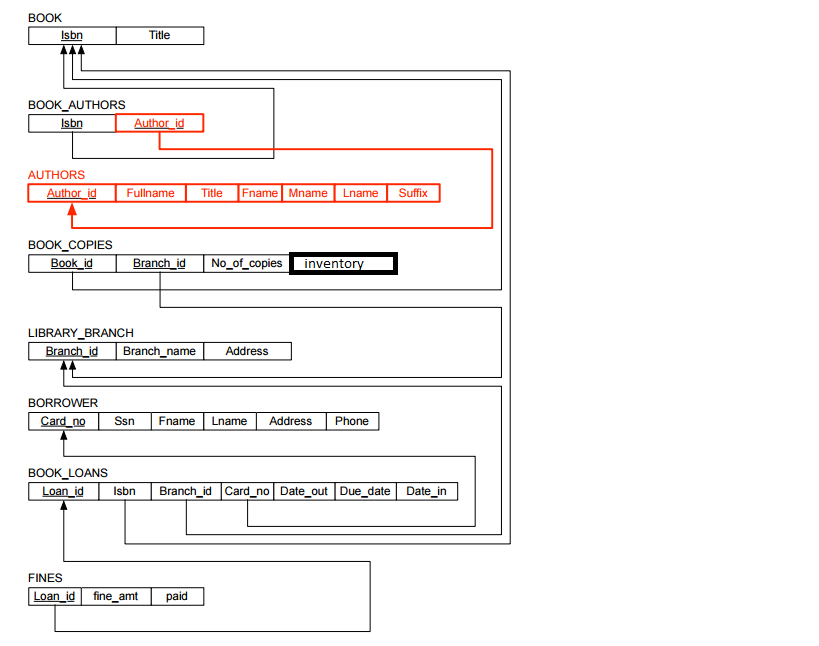 BOOK
Isbn Title
BOOK_AUTHORS
Isbn Author_id
AUTHORS
Author_id Fullname Title Fname Mname Lname Suffix
BOOK_COPIES
Book_id Branch_id No_of_copies inventory
LIBRARY_BRANCH
Branch_id Branch_name Address
BORROWER
Card_no Ssn Fname Lname Address Phone
BOOK_LOANS
Loan_id Isbn Branch_id Card_no Date_out Due_date Date_in
FINES
Loan_id fine_amt paid